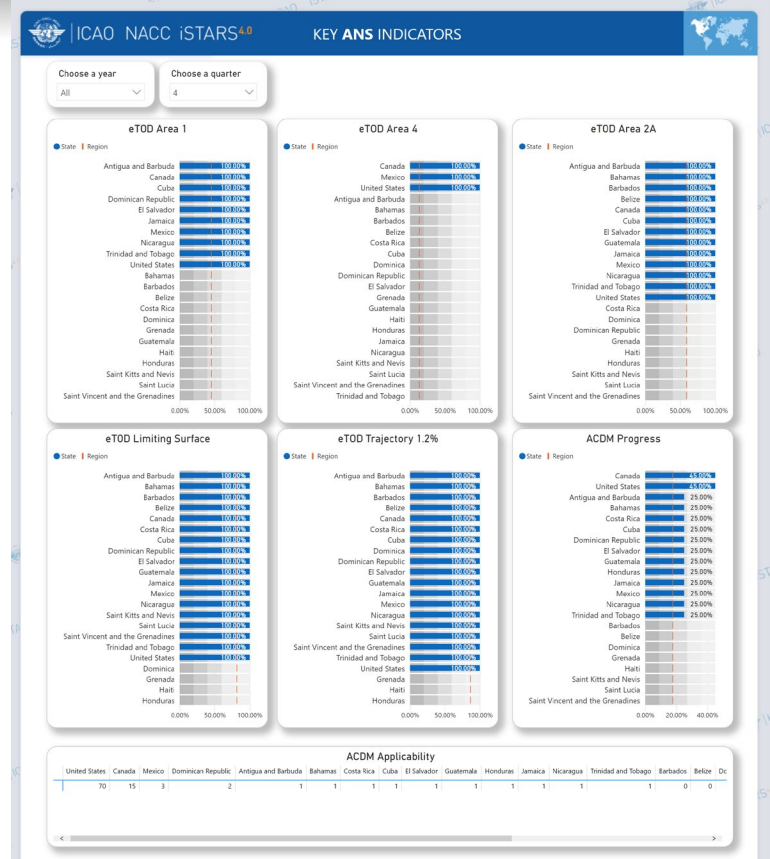 ICAO NACC iSTARS4.0
KEY ANS INDICATORS
Choose a year
All
Choose a quarter
4
eTOD Area 1
State Region
Antigua and Barbuda 100.00%
Canada 100.00%
Cuba 100.00%
Dominican Republic 100.00%
El Salvador 100.00%
Jamaica 100.00%
Mexico 100.00%
Nicaragua 100.00%
Trinidad and Tobago 100.00%
United States 100.00%
Bahamas
Barbados
Belize
Costa Rica
Dominica
Grenada
Guatemala
Haiti
Honduras
Saint Kitts and Nevis
Saint Lucia
Saint Vincent and the Grenadines
0.00% 50.00% 100.00%
eTOD Area 4
State Region
Canada 100.00%
Mexico 100.00%
United States 100.00%
Antigua and Barbuda
Bahamas
Barbados
Belize
Costa Rica
Cuba
Dominica
Dominican Republic
El Salvador
Grenada
Guatemala
Haiti
Honduras
Jamaica
Nicaragua
Saint Kitts and Nevis
Saint Lucia
Saint Vincent and the Grenadines
Trinidad and Tobago
0.00% 50.00% 100.00%
eTOD Area 2A
State Region
Antigua and Barbuda 100.00%
Bahamas 100.00%
Barbados 100.00%
Belize 100.00%
Canada 100.00%
Cuba 100.00%
El Salvador 100.00%
Guatemala 100.00%
Jamaica 100.00%
Mexico 100.00%
Nicaragua 100.00%
Trinidad and Tobago 100.00%
United States 100.00%
Costa Rica
Dominica
Dominican Republic
Grenada
Haiti
Honduras
Saint Kitts and Nevis
Saint Lucia
Saint Vincent and the Grenadines
0.00% 50.00% 100.00%
eTOD Limiting Surface
State Region
Antigua and Barbuda 100.00%
Bahamas 100.00%
Barbados 100.00%
Belize 100.00%
Canada 100.00%
Costa Rica 100.00%
Cuba 100.00%
Dominican Republic 100.00%
El Salvador 100.00%
Guatemala 100.00%
Jamaica 100.00%
Mexico 100.00%
Nicaragua 100.00%
Saint Kitts and Nevis 100.00%
Saint Lucia 100.00%
Saint Vincent and the Grenadines 100.00%
Trinidad and Tobago 100.00%
United States 100.00%
Dominica
Grenada
Haiti
Honduras
0.00% 50.00% 100.00%
eTOD Trajectory 1.2%
State Region
Antigua and Barbuda 100.00%
Bahamas 100.00%
Barbados 100.00%
Belize 100.00%
Canada 100.00%
Costa Rica 100.00%
Cuba 100.00%
Dominica 100.00%
Dominican Republic 100.00%
El Salvador 100.00%
Guatemala 100.00%
Jamaica 100.00%
Mexico 100.00%
Nicaragua 100.00%
Saint Kitts and Nevis 100.00%
Saint Lucia 100.00%
Saint Vincent and the Grenadines 100.00%
Trinidad and Tobago 100.00%
United States 100.00%
Grenada
Haiti
Honduras
0.00% 50.00% 100.00%
ACDM Progress
State Region
Canada 45.00%
United States 45.00%
Antigua and Barbuda 25.00%
Bahamas 25.00%
Costa Rica 25.00%
Cuba 25.00%
Dominican Republic 25.00%
El Salvador 25.00%
Guatemala 25.00%
Honduras 25.00%
Jamaica 25.00%
Mexico 25.00%
Nicaragua 25.00%
Trinidad and Tobago 25.00%
Barbados
Belize
Dominica
Grenada
Haiti
Saint Kitts and Nevis
Saint Lucia
Saint Vincent and the Grenadines
0.00% 20.00% 40.00%
ACDM Applicability
United States Canada Mexico Dominican Republic Antigua and Barbuda Bahamas Costa Rica Cuba El Salvador Guatemala Honduras Jamaica Nicaragua Trinidad and Tobago Barbados Belize Do
70 15 3 2 1 1 1 1 1 1 1 1 1 1 0 0